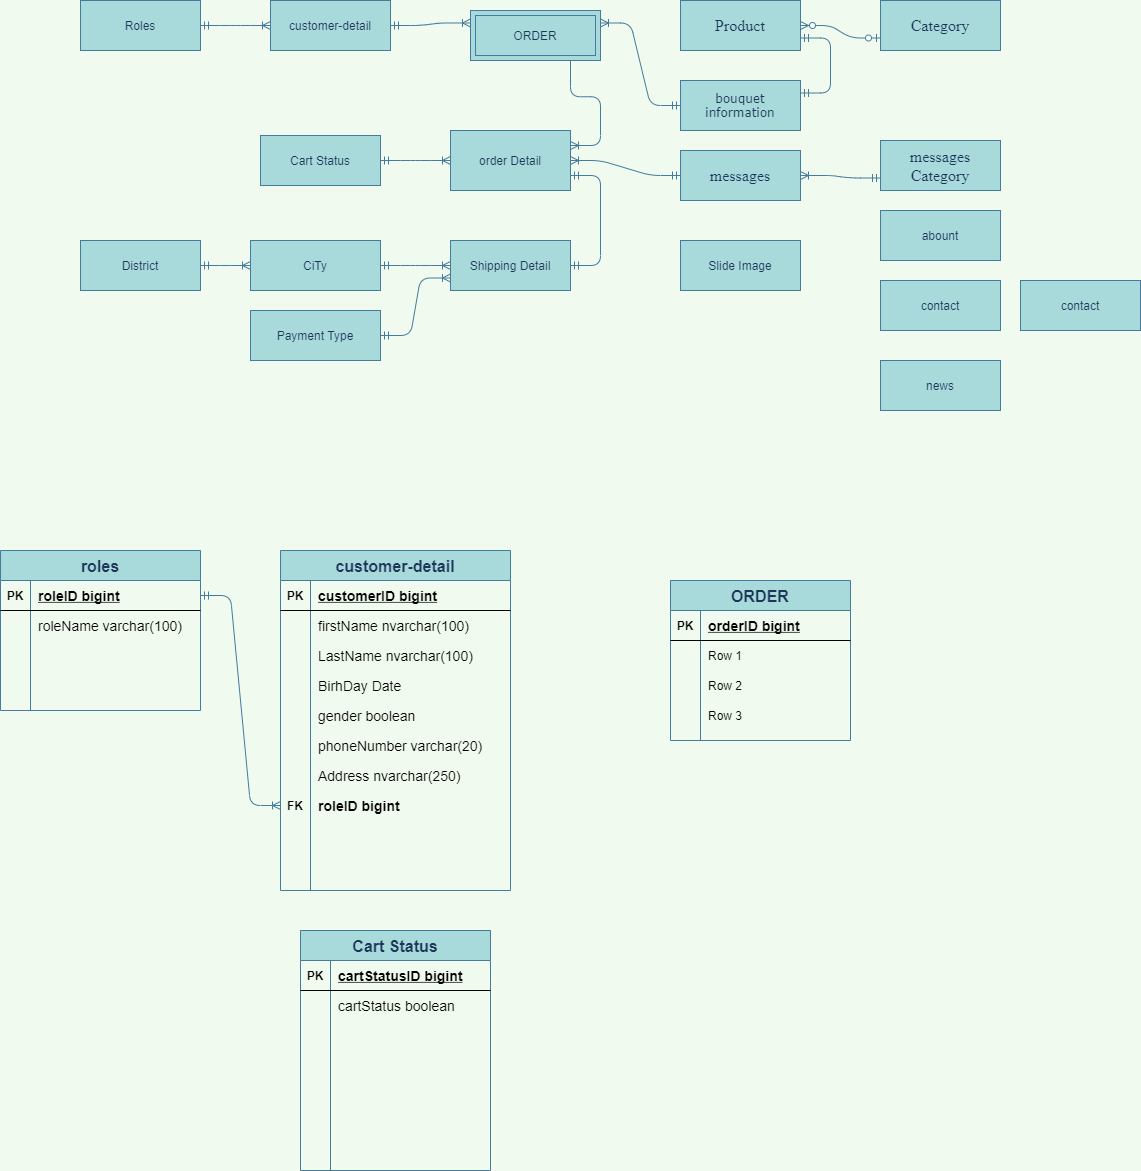 Roles
customer-detail
ORDER
Product
Category
bouquet
information
Cart Status
order Detail
messages
messages
Category
abount
District
CiTy
Shipping Detail
Slide Image
contact
contact
Payment Type
news
roles
PK
roleID bigint
roleName varchar(100)
customer-detail
PK
customerID bigint
firstName nvarchar(100)
LastName nvarchar(100)
BirhDay Date
gender boolean
phoneNumber varchar(20)
Address nvarchar(250)
FK
roleID bigint
ORDER
PK
orderID bigint
Row 1
Row 2
Row 3
Cart Status
PK
cartStatusID bigint
cartStatus boolean